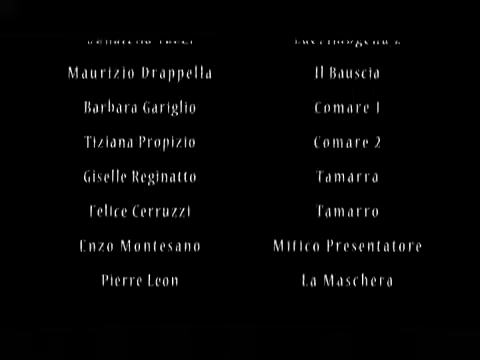 Maurizio Drappella Il Bauscia
Barbara Gariglio Comare 1
Tiziana Propizio Comare 2
Giselle Reginatto Tamarra
Felice Cerruzzi Tamarro
Enzo Montesano Mitico Presentatore
Pierre Leon La Maschera